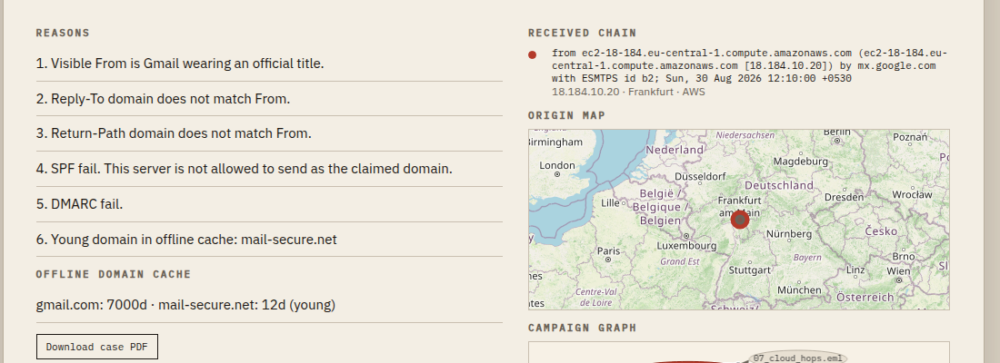 REASONS
1. Visible From is Gmail wearing an official title.
2. Reply-To domain does not match From.
3. Return-Path domain does not match From.
4. SPF fail. This server is not allowed to send as the claimed domain.
5. DMARC fail.
6. Young domain in offline cache: mail-secure.net
OFFLINE DOMAIN CACHE
gmail.com: 7000d · mail-secure.net: 12d (young)
Download case PDF
RECEIVED CHAIN
from ec2-18-184.eu-central-1.compute.amazonaws.com (ec2-18-184.eu-
central-1.compute.amazonaws.com [18.184.10.20]) by mx.google.com
with ESMTPS id b2; Sun, 30 Aug 2026 12:10:00 +0530
18.184.10.20 · Frankfurt · AWS
ORIGIN MAP
Niedersachsen
Berlin
Poznań
Birmingham
Nederland
London
Magdeburg
Düsseldorf
Deutschland
België /
Belgique /
Belgien
Lille
Frankfurt
am Main
Dresden
Wrocław
Nürnberg
Česko
Luxembourg
Paris
Grand Est
Bayern
Brno
Stuttgart
Linz
Wien
München
Centre-Val
de Loire
Österreich
Schweiz/
CAMPAIGN GRAPH
07_cloud_hops.eml